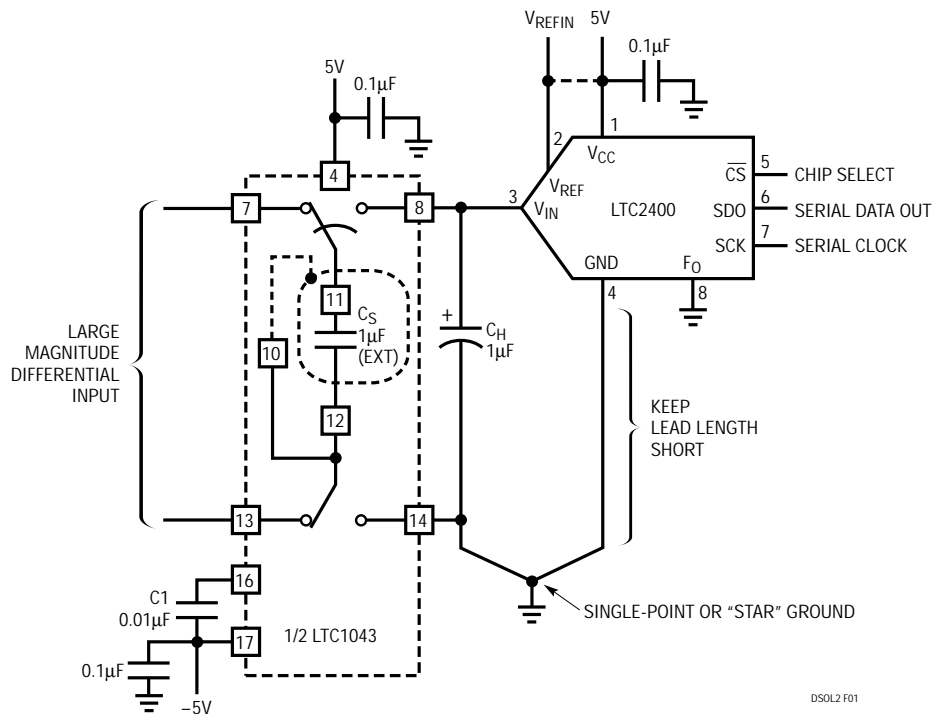 VREFIN
5V
0.1µF
5V
0.1µF
2
1
VCC
4
VREF
CS
5
CHIP SELECT
7
8
3
VIN
LTC2400
SDO
6
SERIAL DATA OUT
SCK
7
SERIAL CLOCK
GND
FO
4
8
11
CS
1µF
(EXT)
+
CH
1µF
10
LARGE
MAGNITUDE
DIFFERENTIAL
INPUT
12
KEEP
LEAD LENGTH
SHORT
13
14
16
C1
0.01µF
SINGLE-POINT OR “STAR” GROUND
17
1/2 LTC1043
0.1µF
–5V
DSOL2 F01